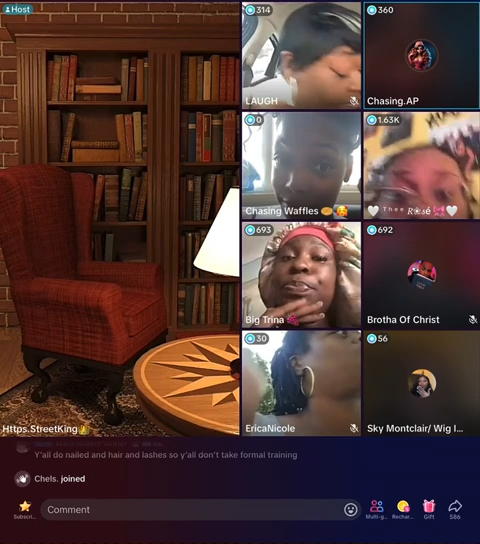 Host
314
LAUGH
360
Chasing.AP
0
Chasing Waffles 🥯🥰
1.63K
🤍 ᵀʰᵉᵉ R❀sé 🎀🤍
693
Big Trina 🍇
692
Brotha Of Christ
30
EricaNicole
56
Sky Montclair/ Wig I...
Https.StreetKing
Y'all do nailed and hair and lashes so y'all don't take formal training
Chels. joined
Subscri...
Comment
Multi-g...
Rechar...
Gift
586